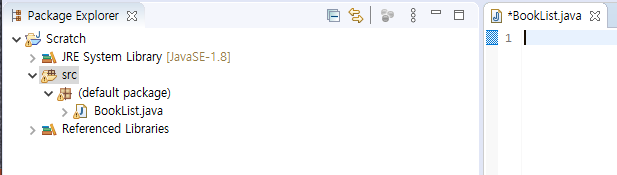 Package Explorer
Scratch
JRE System Library [JavaSE-1.8]
src
(default package)
BookList.java
Referenced Libraries
*BookList.java
1